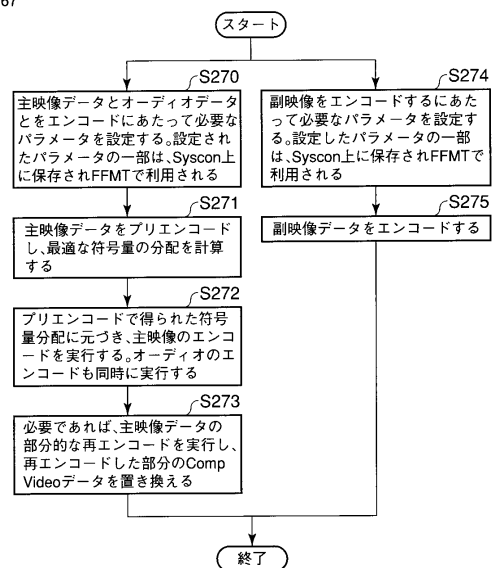 スタート
S270
主映像データとオーディオデータ
とをエンコードにあたって必要な
パラメータを設定する。設定され
たパラメータの一部は、Syscon上
に保存されFFMTで利用される
S271
主映像データをプリエンコード
し、最適な符号量の分配を計算
する
S272
プリエンコードで得られた符号
量分配に元づき、主映像のエンコ
ードを実行する。オーディオのエ
ンコードも同時に実行する
S273
必要であれば、主映像データの
部分的な再エンコードを実行し、
再エンコードした部分のComp
Videoデータを置き換える
S274
副映像をエンコードするにあた
って必要なパラメータを設定す
る。設定したパラメータの一部
は、Syscon上に保存されFFMTで
利用される
S275
副映像データをエンコードする
終了